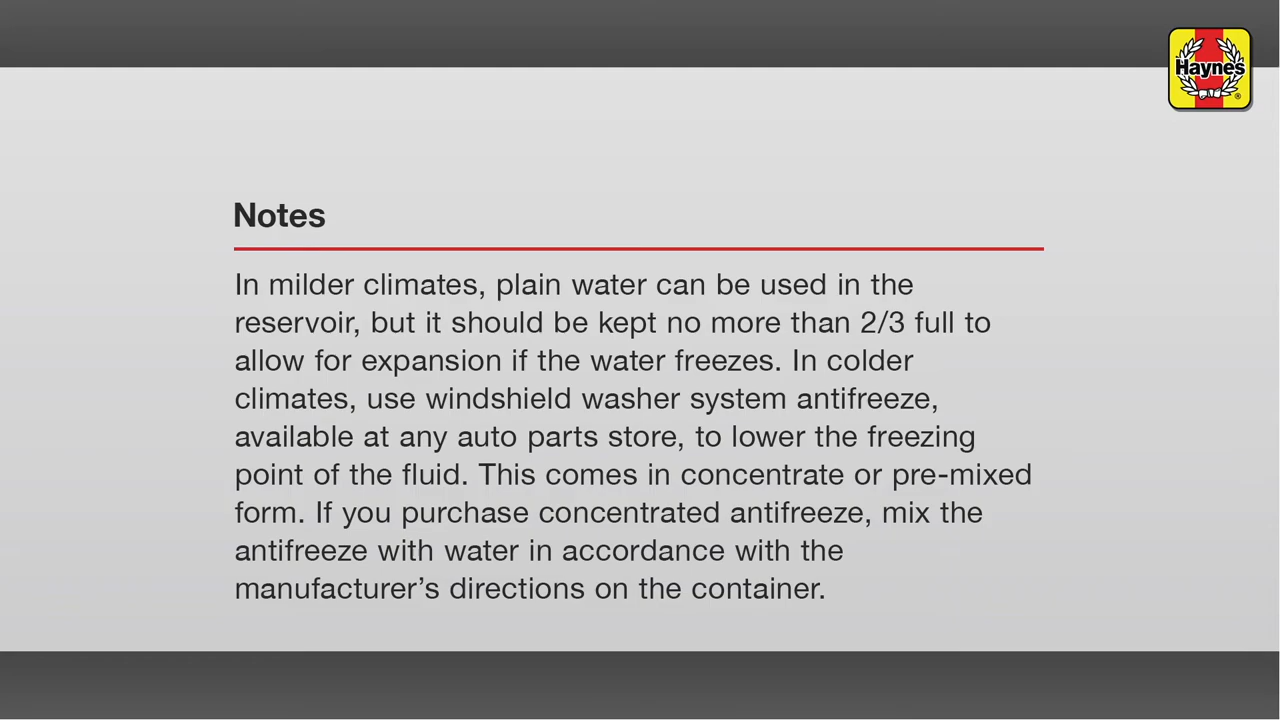 Haynes
Notes
In milder climates, plain water can be used in the
reservoir, but it should be kept no more than 2/3 full to
allow for expansion if the water freezes. In colder
climates, use windshield washer system antifreeze,
available at any auto parts store, to lower the freezing
point of the fluid. This comes in concentrate or pre-mixed
form. If you purchase concentrated antifreeze, mix the
antifreeze with water in accordance with the
manufacturer’s directions on the container.